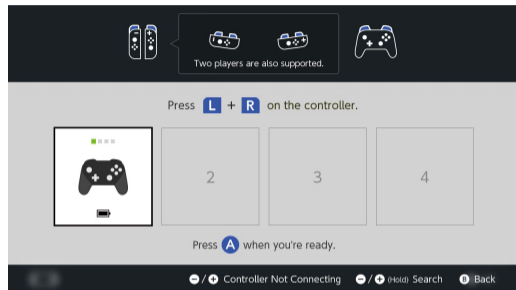 Two players are also supported.
Press L + R on the controller.
2
3
4
Press A when you're ready.
−/+ Controller Not Connecting −/+ (Hold) Search B Back